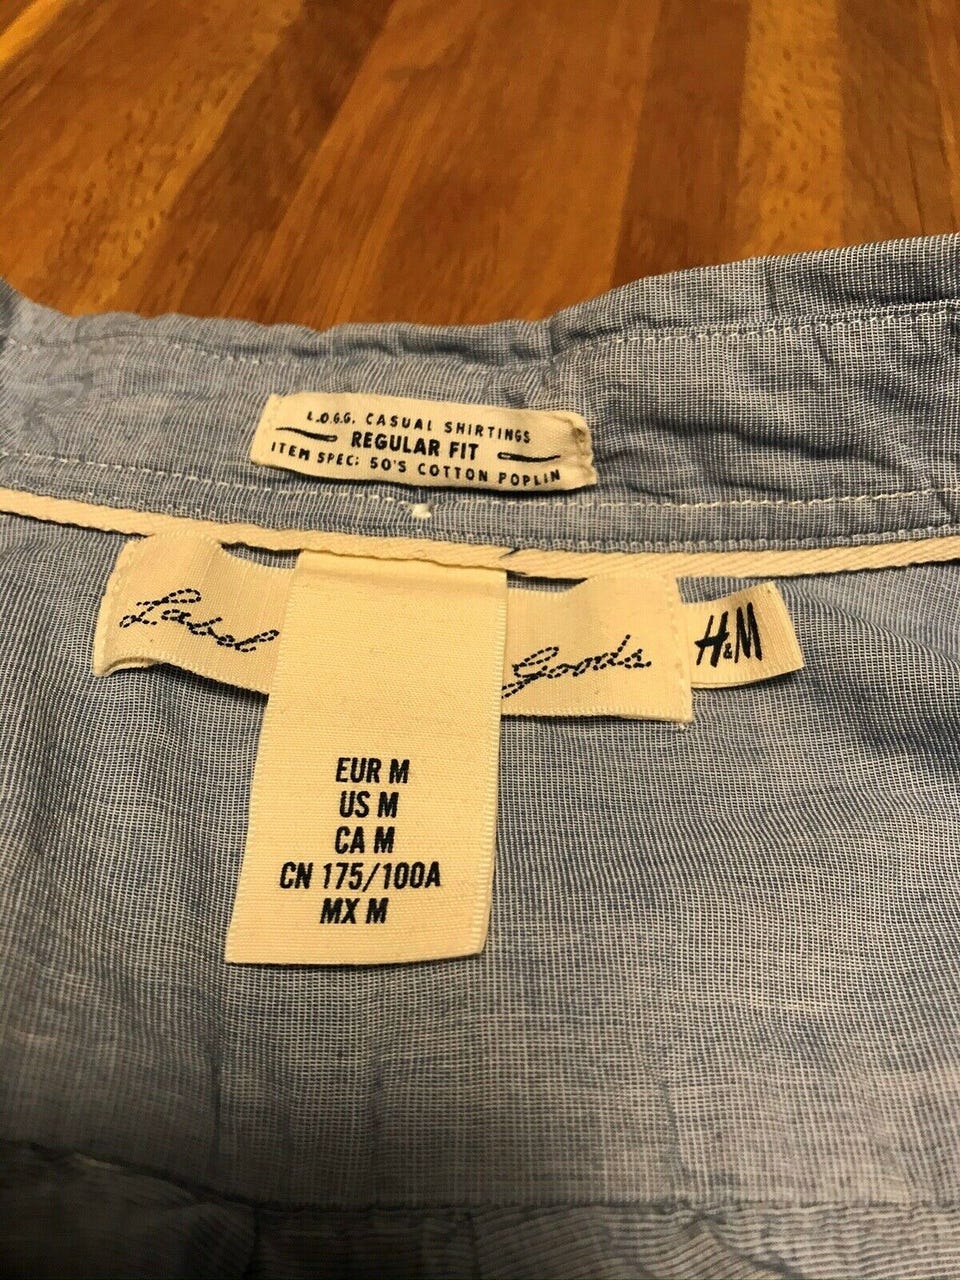 L.O.G.G. CASUAL SHIRTINGS
REGULAR FIT
ITEM SPEC: 50'S COTTON POPLIN
Label Goods
H&M
EUR M
US M
CA M
CN 175/100A
MX M